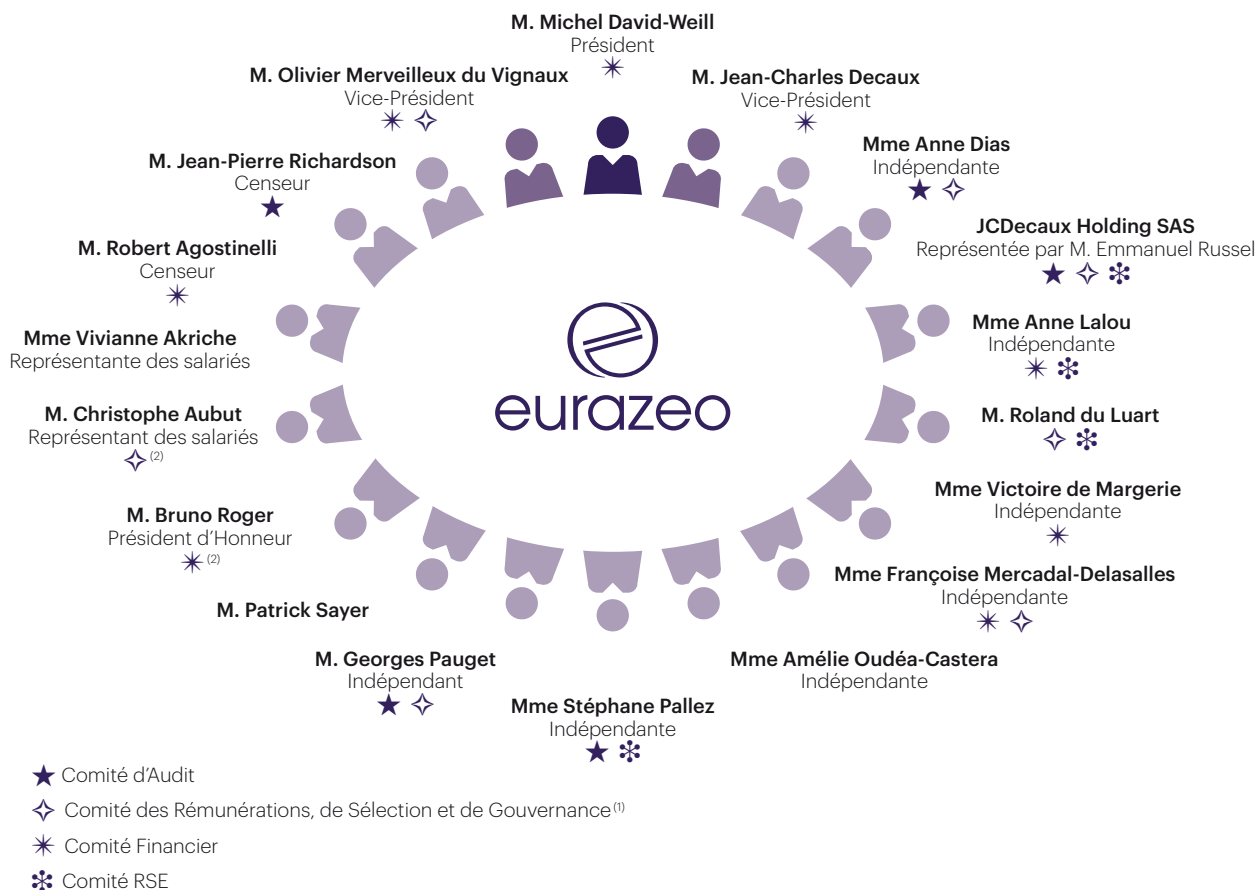 M. Michel David-Weill
Président
M. Olivier Merveilleux du Vignaux
Vice-Président
M. Jean-Charles Decaux
Vice-Président
M. Jean-Pierre Richardson
Censeur
Mme Anne Dias
Indépendante
M. Robert Agostinelli
Censeur
JCDecaux Holding SAS
Représentée par M. Emmanuel Russel
Mme Vivianne Akriche
Représentante des salariés
Mme Anne Lalou
Indépendante
eurazeo
M. Christophe Aubut
Représentant des salariés
(2)
M. Roland du Luart
M. Bruno Roger
Président d'Honneur
(2)
Mme Victoire de Margerie
Indépendante
M. Patrick Sayer
Mme Françoise Mercadal-Delasalles
Indépendante
M. Georges Pauget
Indépendant
Mme Amélie Oudéa-Castera
Indépendante
Mme Stéphane Pallez
Indépendante
Comité d'Audit
Comité des Rémunérations, de Sélection et de Gouvernance (1)
Comité Financier
Comité RSE